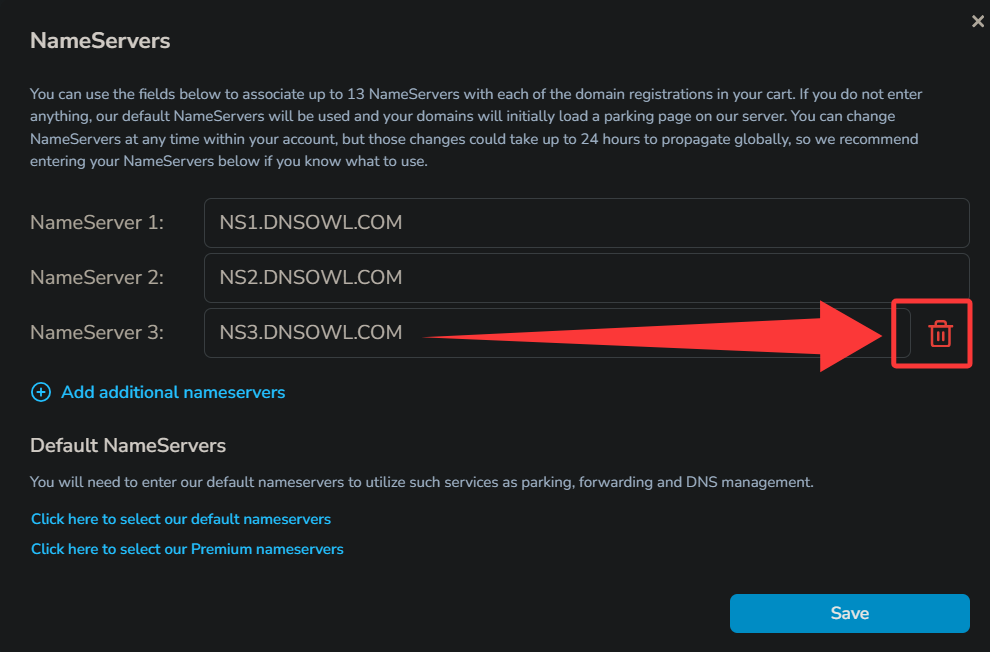 NameServers
You can use the fields below to associate up to 13 NameServers with each of the domain registrations in your cart. If you do not enter
anything, our default NameServers will be used and your domains will initially load a parking page on our server. You can change
NameServers at any time within your account, but those changes could take up to 24 hours to propagate globally, so we recommend
entering your NameServers below if you know what to use.
NameServer 1: NS1.DNSOWL.COM
NameServer 2: NS2.DNSOWL.COM
NameServer 3: NS3.DNSOWL.COM
Add additional nameservers
Default NameServers
You will need to enter our default nameservers to utilize such services as parking, forwarding and DNS management.
Click here to select our default nameservers
Click here to select our Premium nameservers
Save